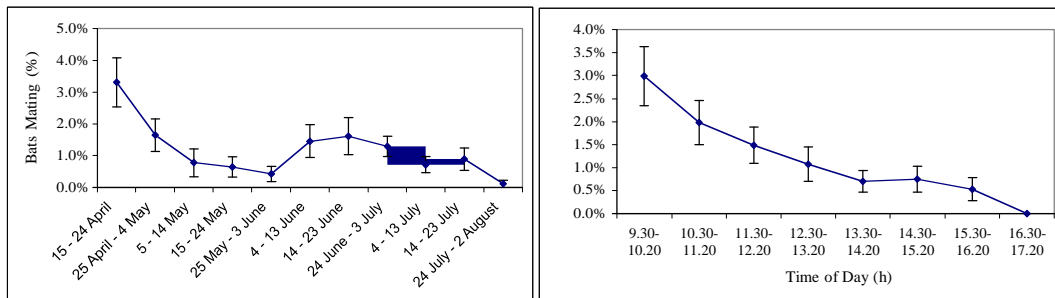 5.0%
4.0%
3.0%
2.0%
1.0%
0.0%
Bats Mating (%)
15 - 24 April
25 April - 4 May
5 - 14 May
15 - 24 May
25 May - 3 June
4 - 13 June
14 - 23 June
24 June - 3 July
4 - 13 July
14 - 23 July
24 July - 2 August
4.0%
3.5%
3.0%
2.5%
2.0%
1.5%
1.0%
0.5%
0.0%
9.30- 10.30- 11.30- 12.30- 13.30- 14.30- 15.30- 16.30-
10.20 11.20 12.20 13.20 14.20 15.20 16.20 17.20
Time of Day (h)